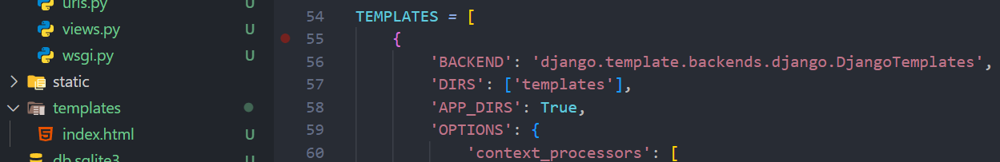 urls.py U
views.py U
wsgi.py U
static
templates
index.html U
db.sqlite3
54 TEMPLATES = [
55 {
56 'BACKEND': 'django.template.backends.django.DjangoTemplates',
57 'DIRS': ['templates'],
58 'APP_DIRS': True,
59 'OPTIONS': {
60 'context_processors': [